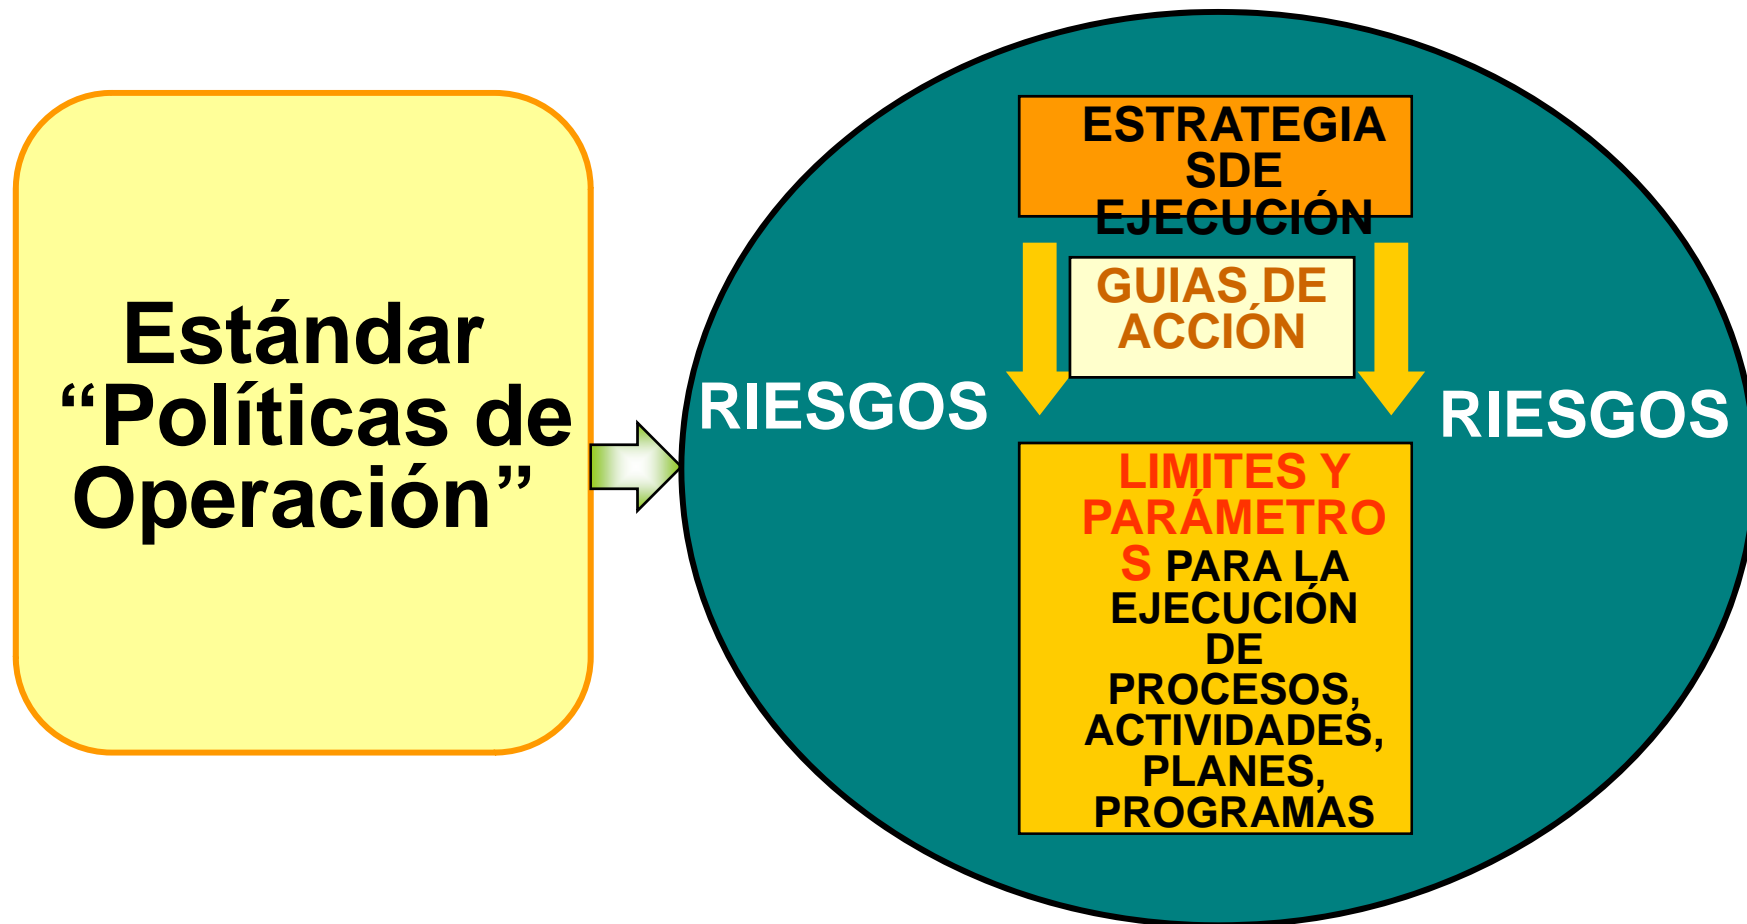 Estándar
“Políticas de
Operación”
ESTRATEGIA
SDE
EJECUCIÓN
GUIAS DE
ACCIÓN
RIESGOS
RIESGOS
LIMITES Y
PARÁMETRO
S PARA LA
EJECUCIÓN
DE
PROCESOS,
ACTIVIDADES,
PLANES,
PROGRAMAS